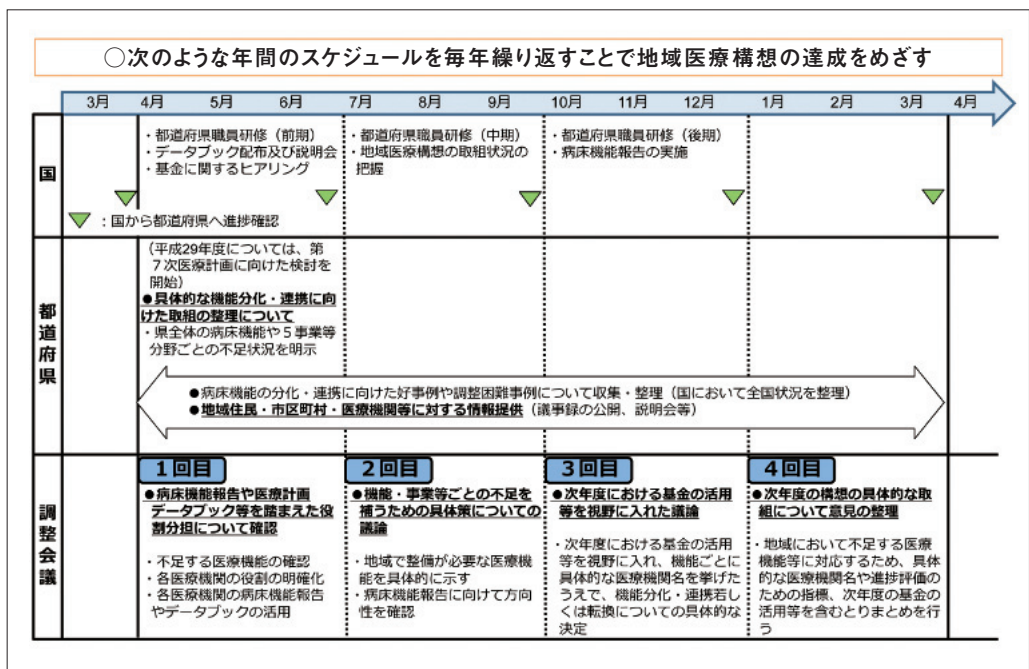 ○次のような年間のスケジュールを毎年繰り返すことで地域医療構想の達成をめざす
3月 4月 5月 6月 7月 8月 9月 10月 11月 12月 1月 2月 3月 4月
国
・都道府県職員研修（前期）
・データブック配布及び説明会
・基金に関するヒアリング
・都道府県職員研修（中期）
・地域医療構想の取組状況の
把握
・都道府県職員研修（後期）
・病床機能報告の実施
：国から都道府県へ進捗確認
都道府県
（平成29年度については、第
７次医療計画に向けた検討を
開始）
●具体的な機能分化・連携に向
けた取組の整理について
・県全体の病床機能や５事業等
分野ごとの不足状況を明示
●病床機能の分化・連携に向けた好事例や調整困難事例について収集・整理（国において全国状況を整理）
●地域住民・市区町村・医療機関等に対する情報提供（議事録の公開、説明会等）
調整会議
１回目
●病床機能報告や医療計画
データブック等を踏まえた役
割分担について確認
・不足する医療機能の確認
・各医療機関の役割の明確化
・各医療機関の病床機能報告
やデータブックの活用
２回目
●機能・事業等ごとの不足を
補うための具体策についての
議論
・地域で整備が必要な医療機
能を具体的に示す
・病床機能報告に向けて方向
性を確認
３回目
●次年度における基金の活用
等を視野に入れた議論
・次年度における基金の活用
等を視野に入れ、機能ごとに
具体的な医療機関名を挙げた
うえで、機能分化・連携若し
くは転換についての具体的な
決定
４回目
●次年度の構想の具体的な取
組について意見の整理
・地域において不足する医療
機能等に対応するため、具体
的な医療機関名や進捗評価の
ための指標、次年度の基金の
活用等を含むとりまとめを行
う